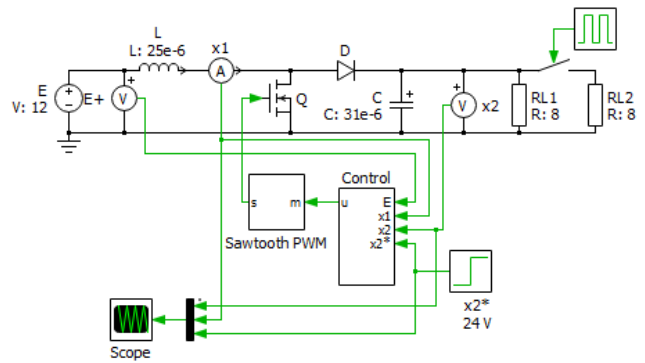 L
L: 25e-6
x1
A
D
E
V: 12
E+
V
Q
C
C: 31e-6
V
x2
RL1
R: 8
RL2
R: 8
Control
s
m
u
E
x1
x2
x2*
Sawtooth PWM
x2*
24 V
Scope